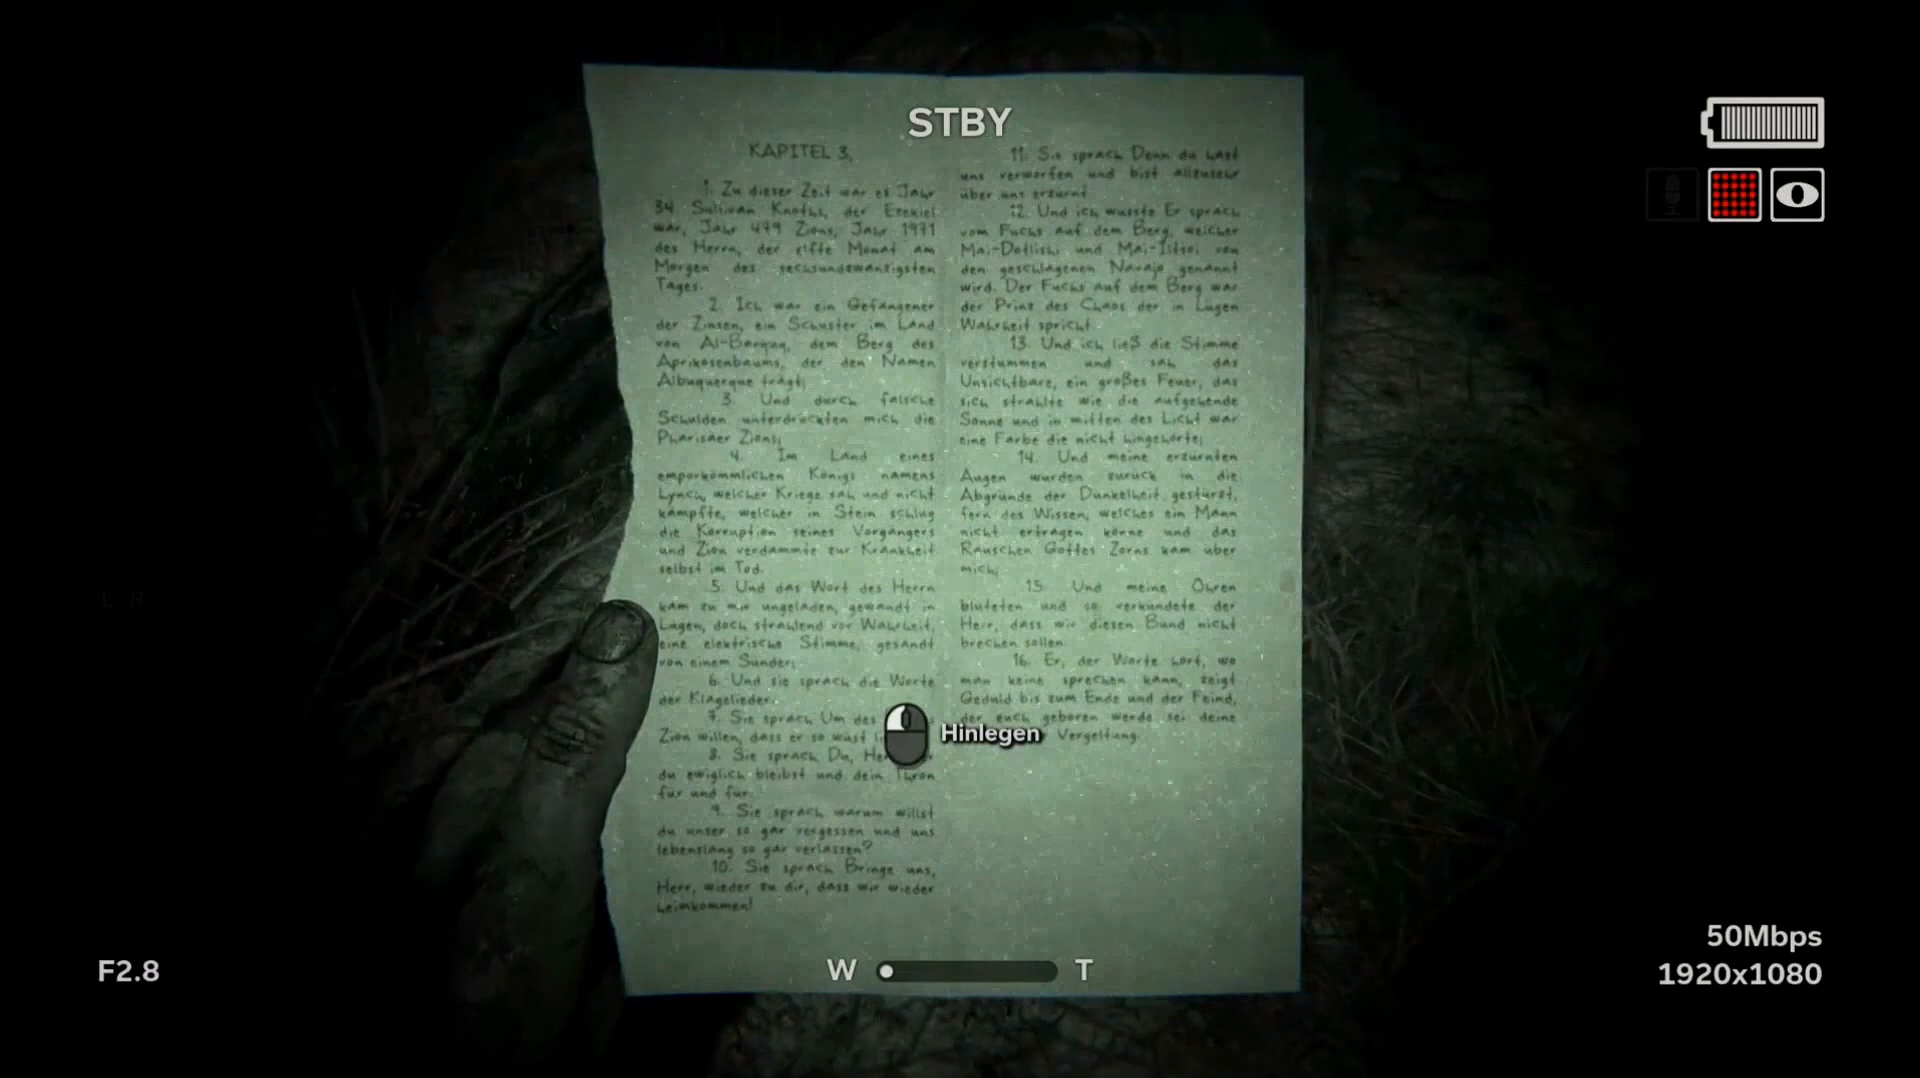 STBY
KAPITEL 3,
1. Zu dieser Zeit war es Jahr
34 Sullivan Knoths, der Ezekiel
war, Jahr 479 Zions, Jahr 1971
des Herrn, der elfte Monat am
Morgen des sechsundzwanzigsten
Tages.
2. Ich war ein Gefangener
der Zinsen, ein Schuster im Land
von Al-Barquq, dem Berg des
Aprikosenbaums, der den Namen
Albuquerque trägt;
3. Und durch falsche
Schulden unterdrückten mich die
Pharisäer Zions;
4. Im Land eines
emporkömmlichen Königs namens
Lynch, welcher Kriege sah und nicht
kämpfte, welcher in Stein schlug
die Korruption seines Vorgängers
und Zion verdammte zur Krankheit
selbst im Tod.
5. Und das Wort des Herrn
kam zu mir ungeladen, gewandt in
Lügen, doch strahlend vor Wahrheit,
eine elektrische Stimme, gesandt
von einem Sünder;
6. Und sie sprach die Worte
der Klagelieder.
7. Sie sprach Um des
Zion willen, dass er so wüst
8. Sie sprach Du,
du ewiglich bleibst und dein Thron
für und für.
9. Sie sprach warum willst
du unser so gar vergessen und uns
lebenslang so gar verlassen?
10. Sie sprach Bringe uns,
Herr, wieder zu dir, dass wir wieder
heimkommen!
11. Sie sprach Denn du hast
uns verworfen und bist allzusehr
über uns erzürnt.
12. Und ich wusste Er sprach
vom Fuchs auf dem Berg, welcher
Mai-Dotlishi und Mai-Iltsoi von
den geschlagenen Navajo genannt
wird. Der Fuchs auf dem Berg war
der Prinz des Chaos der in Lügen
Wahrheit spricht.
13. Und ich ließ die Stimme
verstummen und sah das
Unsichtbare, ein großes Feuer, das
sich strahlte wie die aufgehende
Sonne und in mitten des Licht war
eine Farbe die nicht hingehörte;
14. Und meine erzürnten
Augen wurden zurück in die
Abgründe der Dunkelheit gestürzt,
fern des Wissen, welches ein Mann
nicht ertragen könne und das
Rauschen Gottes Zorns kam über
mich;
15. Und meine Ohren
bluteten und so verkündete der
Herr, dass wir diesen Bund nicht
brechen sollen.
16. Er, der Worte hört, wo
man keine sprechen kann, zeigt
Geduld bis zum Ende und der Feind,
der euch geboren werde sei deine
Vergeltung.
Hinlegen
L R
F2.8
W T
50Mbps
1920x1080